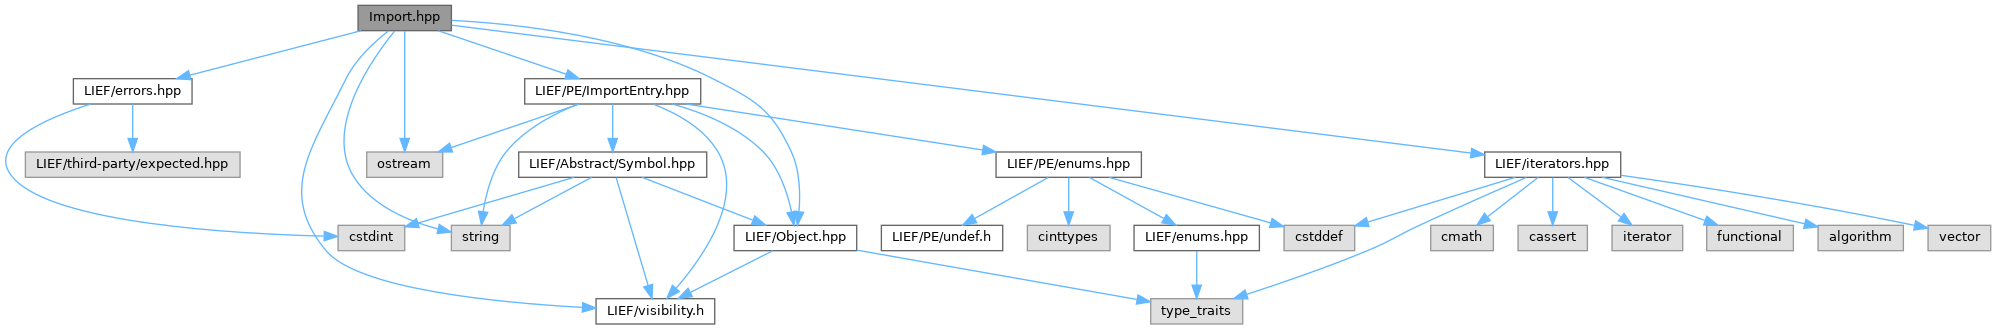 Import.hpp
LIEF/errors.hpp
LIEF/PE/ImportEntry.hpp
LIEF/third-party/expected.hpp
ostream
LIEF/Abstract/Symbol.hpp
LIEF/PE/enums.hpp
LIEF/iterators.hpp
cstdint
string
LIEF/Object.hpp
LIEF/PE/undef.h
cinttypes
LIEF/enums.hpp
cstddef
cmath
cassert
iterator
functional
algorithm
vector
LIEF/visibility.h
type_traits